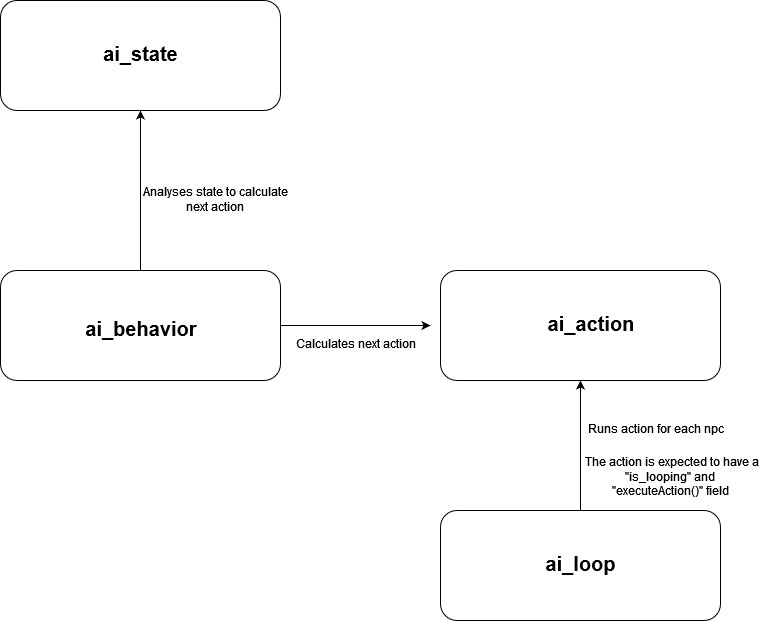 ai_state
Analyses state to calculate
next action
ai_behavior
Calculates next action
ai_action
Runs action for each npc
The action is expected to have a
"is_looping" and
"executeAction()" field
ai_loop